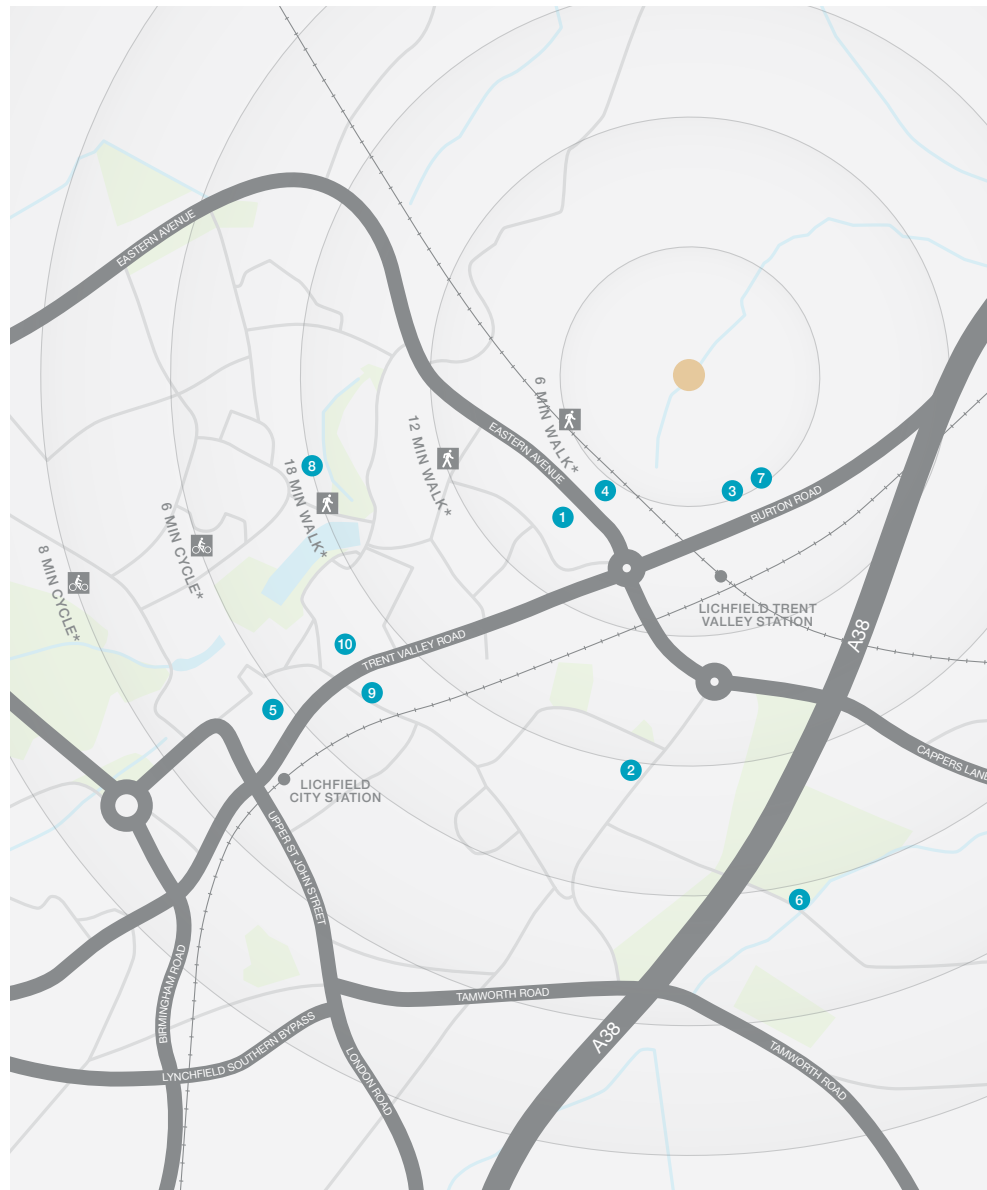 EASTERN AVENUE
6 MIN WALK*
12 MIN WALK*
EASTERN AVENUE
8
18 MIN WALK*
4
3
7
BURTON ROAD
1
6 MIN CYCLE*
8 MIN CYCLE*
LICHFIELD TRENT
VALLEY STATION
A38
10
TRENT VALLEY ROAD
9
5
2
CAPPERS LANE
LICHFIELD
CITY STATION
UPPER ST JOHN STREET
6
BIRMINGHAM ROAD
TAMWORTH ROAD
LYNCHFIELD SOUTHERN BYPASS
A38
LONDON ROAD
TAMWORTH ROAD